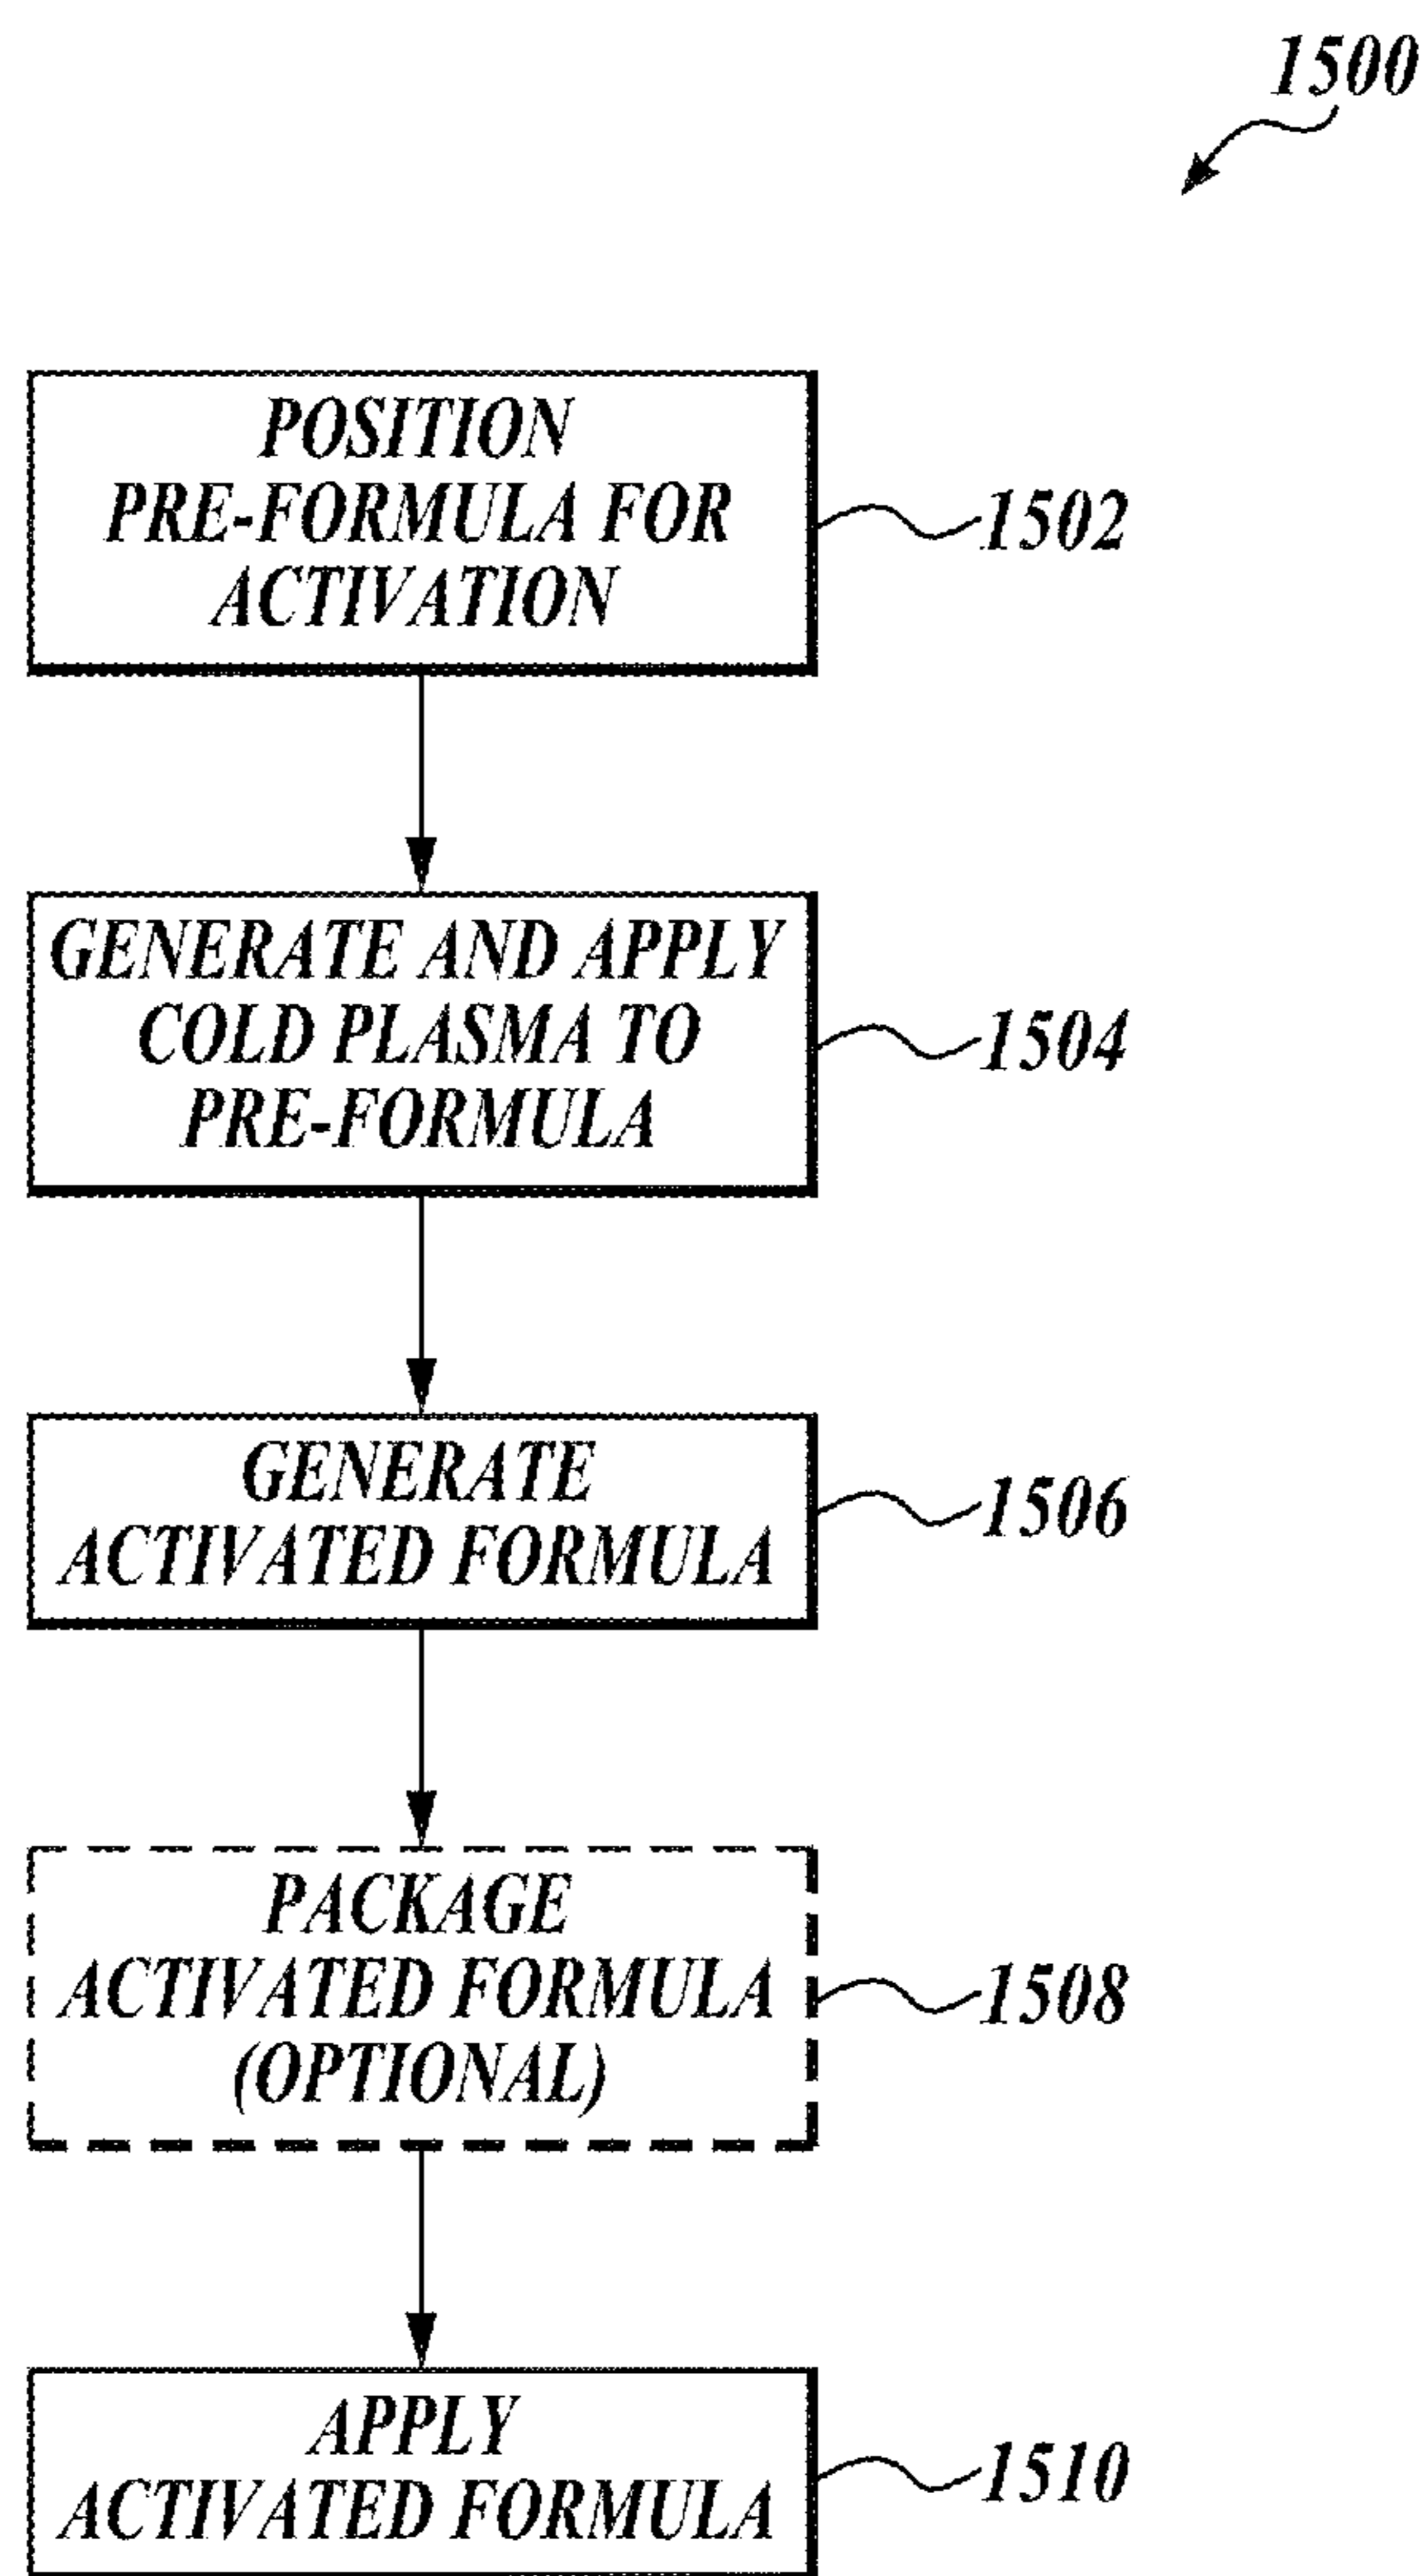 1500
POSITION
PRE-FORMULA FOR
ACTIVATION
1502
GENERATE AND APPLY
COLD PLASMA TO
PRE-FORMULA
1504
GENERATE
ACTIVATED FORMULA
1506
PACKAGE
ACTIVATED FORMULA
(OPTIONAL)
1508
APPLY
ACTIVATED FORMULA
1510